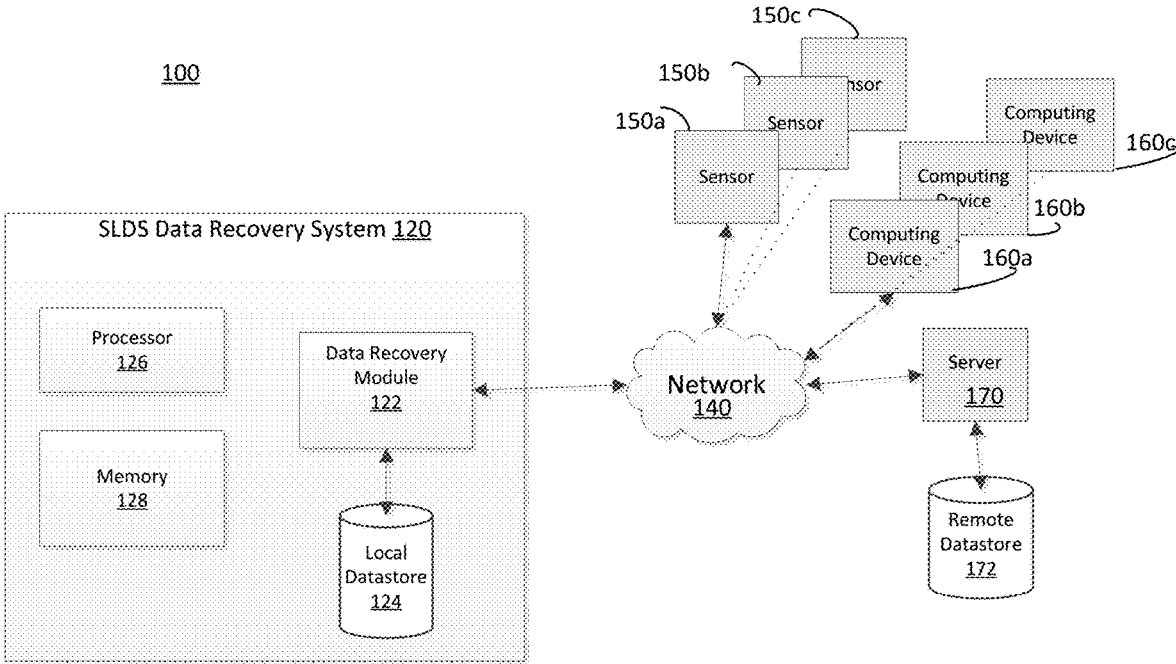 100
150c
150b
150a
Sensor
Sensor
nsor
Computing
Device
160c
Computing
Device
160b
Computing
Device
160a
SLDS Data Recovery System 120
Processor
126
Memory
128
Data Recovery
Module
122
Local
Datastore
124
Network
140
Server
170
Remote
Datastore
172